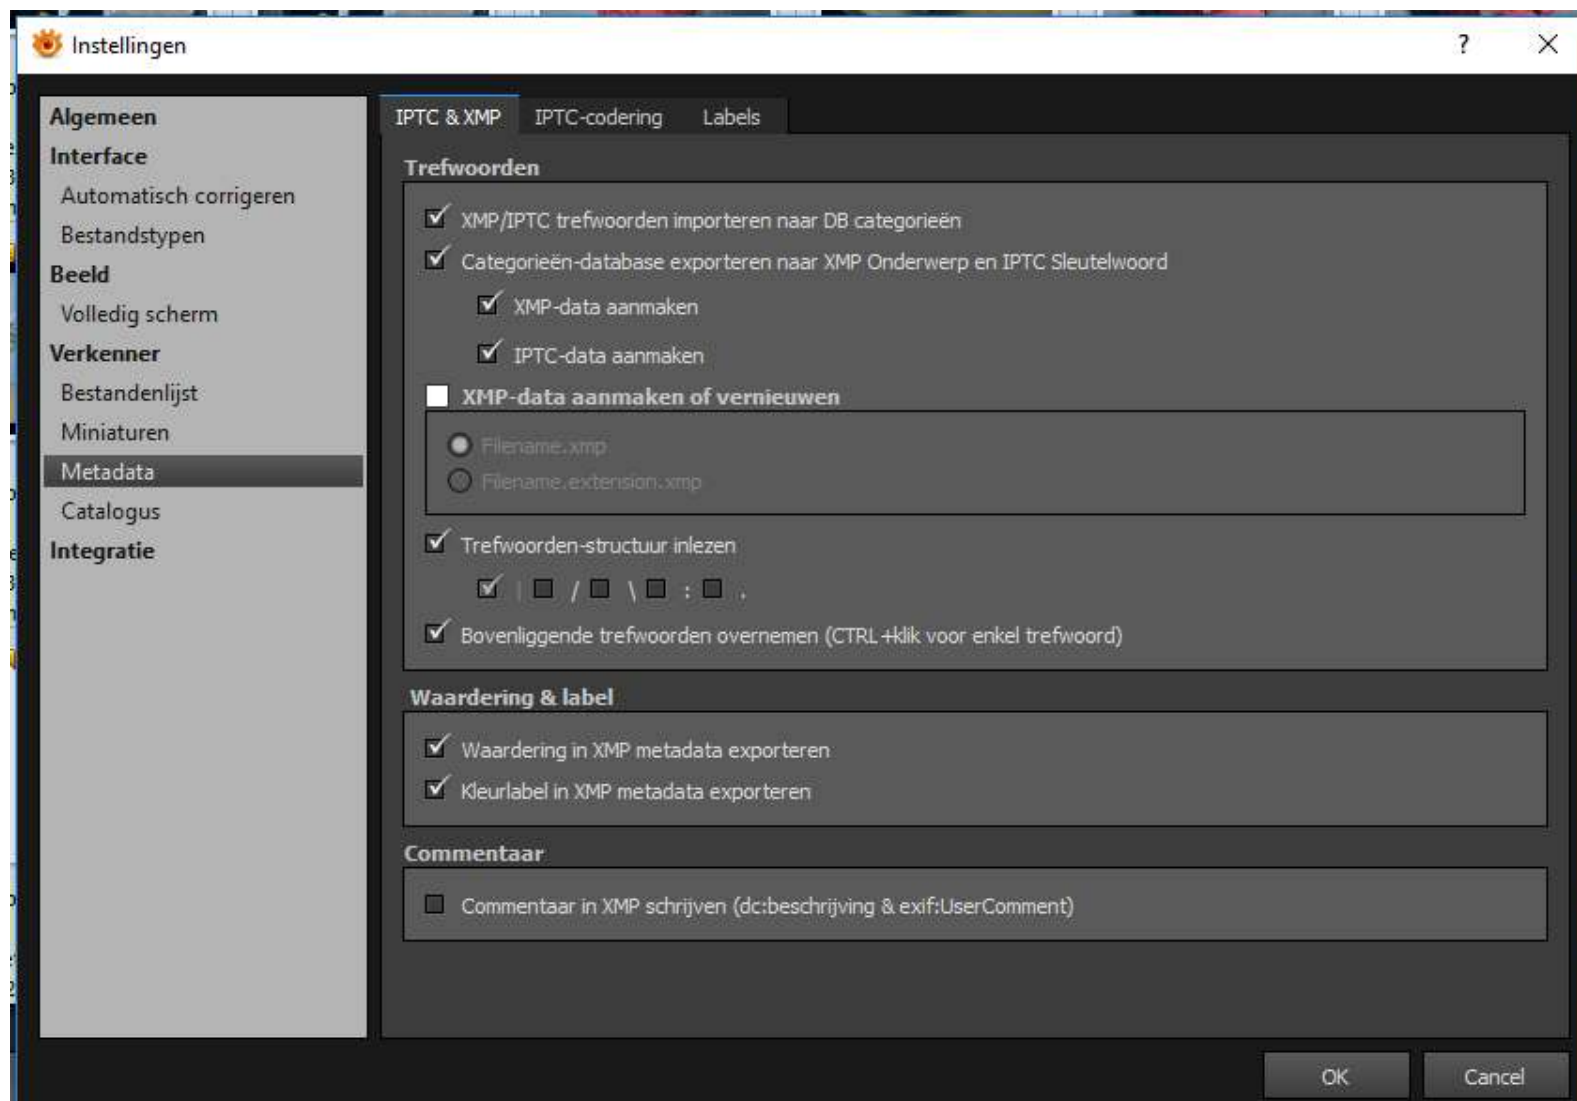 Instellingen
?
Algemeen
Interface
Automatisch corrigeren
Bestandstypen
Beeld
Volledig scherm
Verkenner
Bestandenlijst
Miniaturen
Metadata
Catalogus
Integratie
IPTC & XMP IPTC-codering Labels
Trefwoorden
XMP/IPTC trefwoorden importeren naar DB categorieën
Categorieën-database exporteren naar XMP Onderwerp en IPTC Sleutelwoord
XMP-data aanmaken
IPTC-data aanmaken
XMP-data aanmaken of vernieuwen
Filename.xmp
Filename.extension.xmp
Trefwoorden-structuur inlezen
| / \ : .
Bovenliggende trefwoorden overnemen (CTRL+klik voor enkel trefwoord)
Waardering & label
Waardering in XMP metadata exporteren
Kleurlabel in XMP metadata exporteren
Commentaar
Commentaar in XMP schrijven (dc:beschrijving & exif:UserComment)
OK Cancel